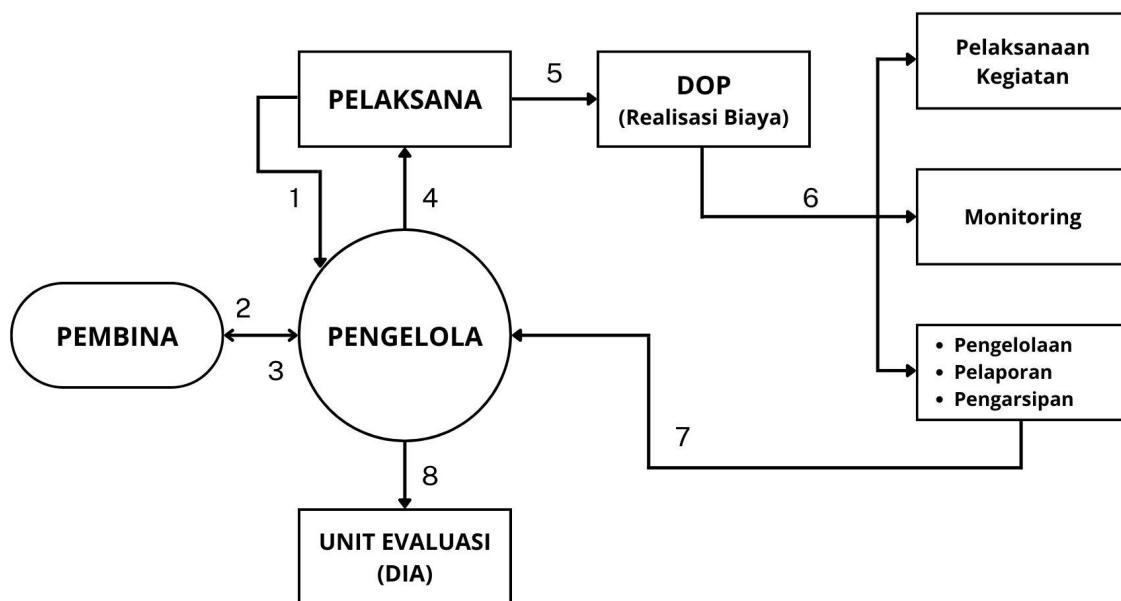 Pelaksanaan
Kegiatan
PELAKSANA
5
DOP
(Realisasi Biaya)
1
4
6
Monitoring
PEMBINA
2
3
PENGELOLA
• Pengelolaan
• Pelaporan
• Pengarsipan
7
8
UNIT EVALUASI
(DIA)